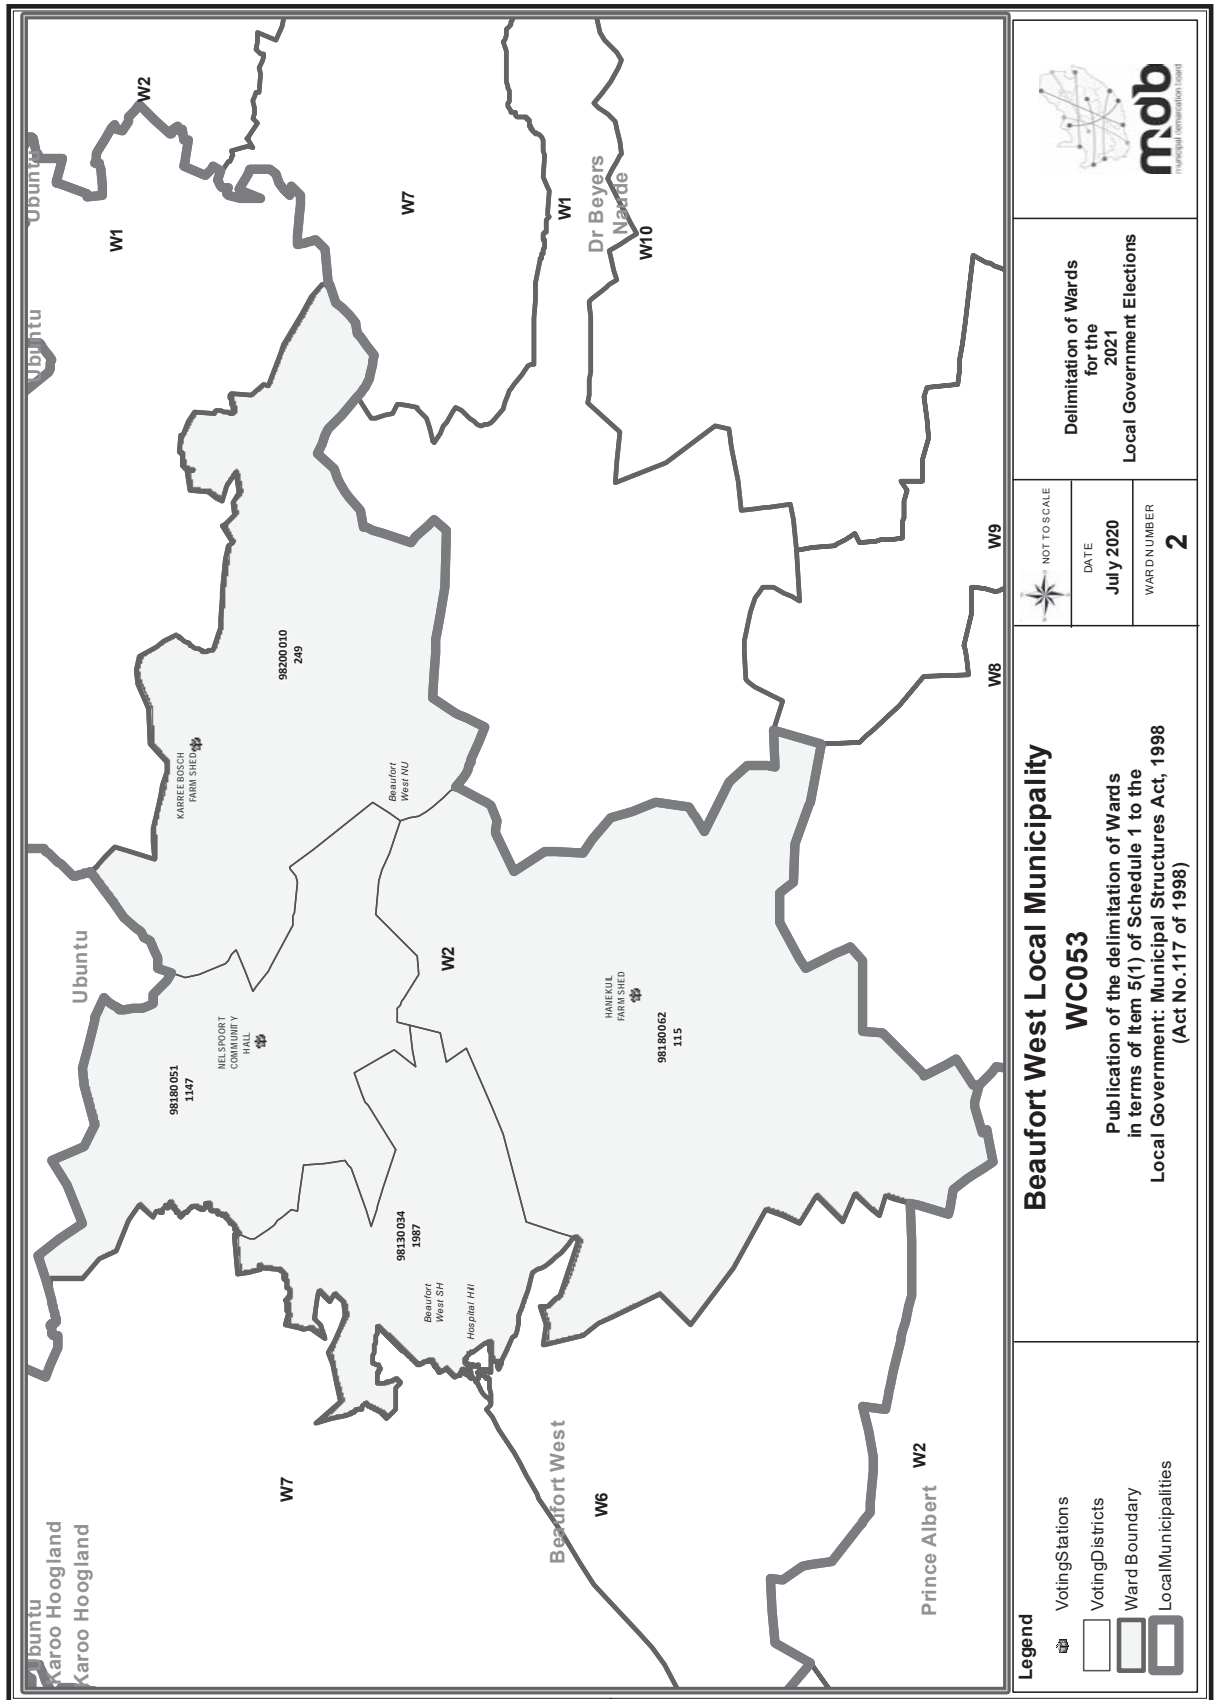 Ubuntu
Karoo Hoogland
Karoo Hoogland
Ubuntu
Ubuntu
Ubuntu
W1
W2
W7
W7
W1
Dr Beyers
Naude
W10
KARREEBOSCH
FARM SHED
98200010
249
Beaufort
West NU
NELSPOORT
COMMUNITY
HALL
98180051
1147
W2
HANEKUIL
FARM SHED
98180062
115
98130034
1987
Beaufort
West SH
Hospital Hill
Beaufort West
W6
W2
Prince Albert
W8
W9
Legend
VotingStations
VotingDistricts
Ward Boundary
LocalMunicipalities
Beaufort West Local Municipality
WC053
Publication of the delimitation of Wards
in terms of Item 5(1) of Schedule 1 to the
Local Government: Municipal Structures Act, 1998
(Act No.117 of 1998)
NOT TO SCALE
DATE
July 2020
WARD NUMBER
2
Delimitation of Wards
for the
2021
Local Government Elections
mdb
municipal demarcation board